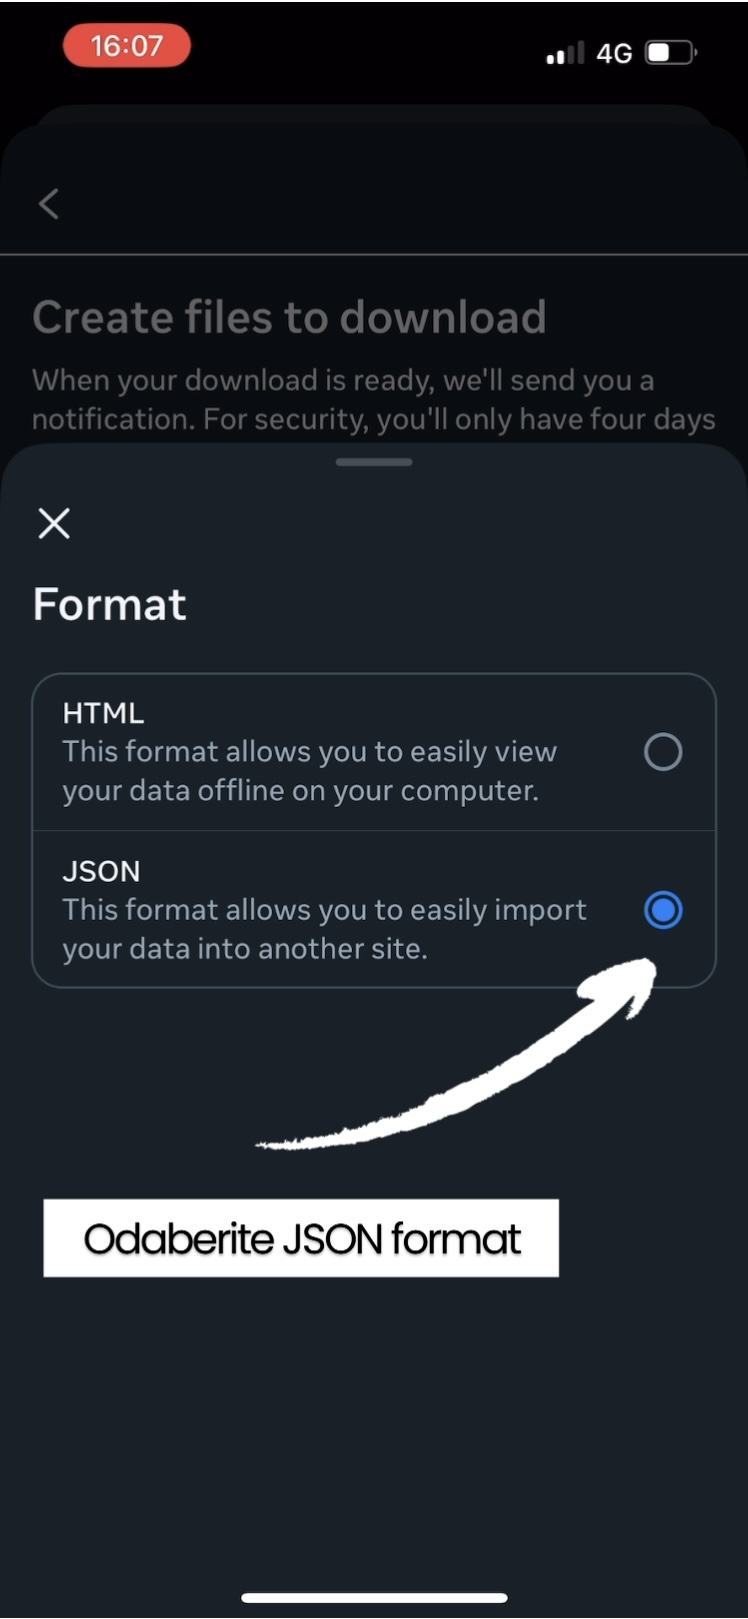 16:07
4G
Create files to download
When your download is ready, we'll send you a
notification. For security, you'll only have four days
Format
HTML
This format allows you to easily view
your data offline on your computer.
JSON
This format allows you to easily import
your data into another site.
Odaberite JSON format